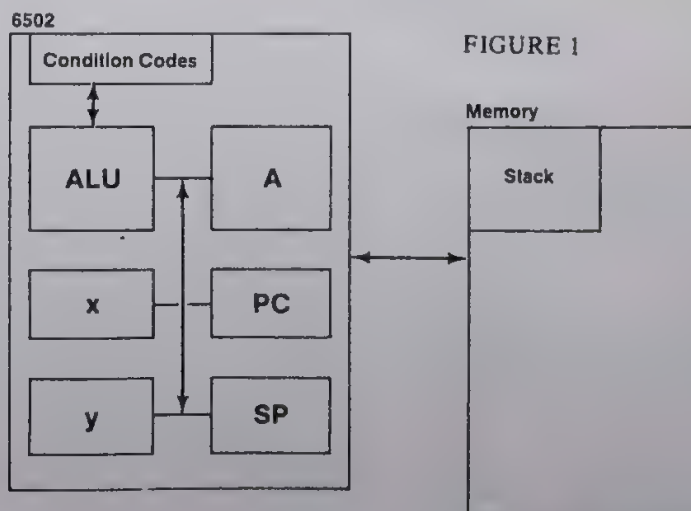 6502
Condition Codes
FIGURE 1
Memory
ALU
A
Stack
x
PC
y
SP